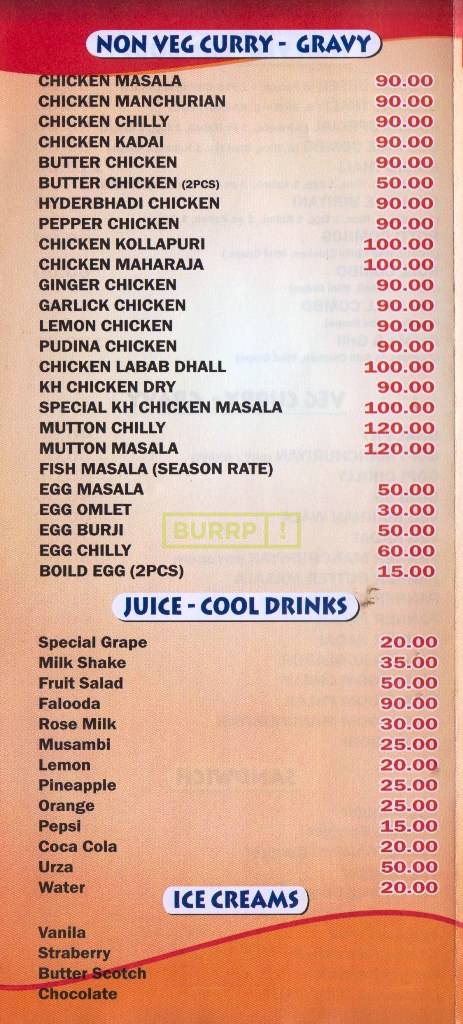 NON VEG CURRY - GRAVY
CHICKEN MASALA 90.00
CHICKEN MANCHURIAN 90.00
CHICKEN CHILLY 90.00
CHICKEN KADAI 90.00
BUTTER CHICKEN 90.00
BUTTER CHICKEN (2PCS) 50.00
HYDERBHADI CHICKEN 90.00
PEPPER CHICKEN 90.00
CHICKEN KOLLAPURI 100.00
CHICKEN MAHARAJA 100.00
GINGER CHICKEN 90.00
GARLICK CHICKEN 90.00
LEMON CHICKEN 90.00
PUDINA CHICKEN 90.00
CHICKEN LABAB DHALL 100.00
KH CHICKEN DRY 90.00
SPECIAL KH CHICKEN MASALA 100.00
MUTTON CHILLY 120.00
MUTTON MASALA 120.00
FISH MASALA (SEASON RATE)
EGG MASALA 50.00
EGG OMLET 30.00
EGG BURJI 50.00
BURRP!
EGG CHILLY 60.00
BOILD EGG (2PCS) 15.00
JUICE - COOL DRINKS
Special Grape 20.00
Milk Shake 35.00
Fruit Salad 50.00
Falooda 90.00
Rose Milk 30.00
Musambi 25.00
Lemon 20.00
Pineapple 25.00
Orange 25.00
Pepsi 15.00
Coca Cola 20.00
Urza 50.00
Water 20.00
ICE CREAMS
Vanila
Straberry
Butter Scotch
Chocolate